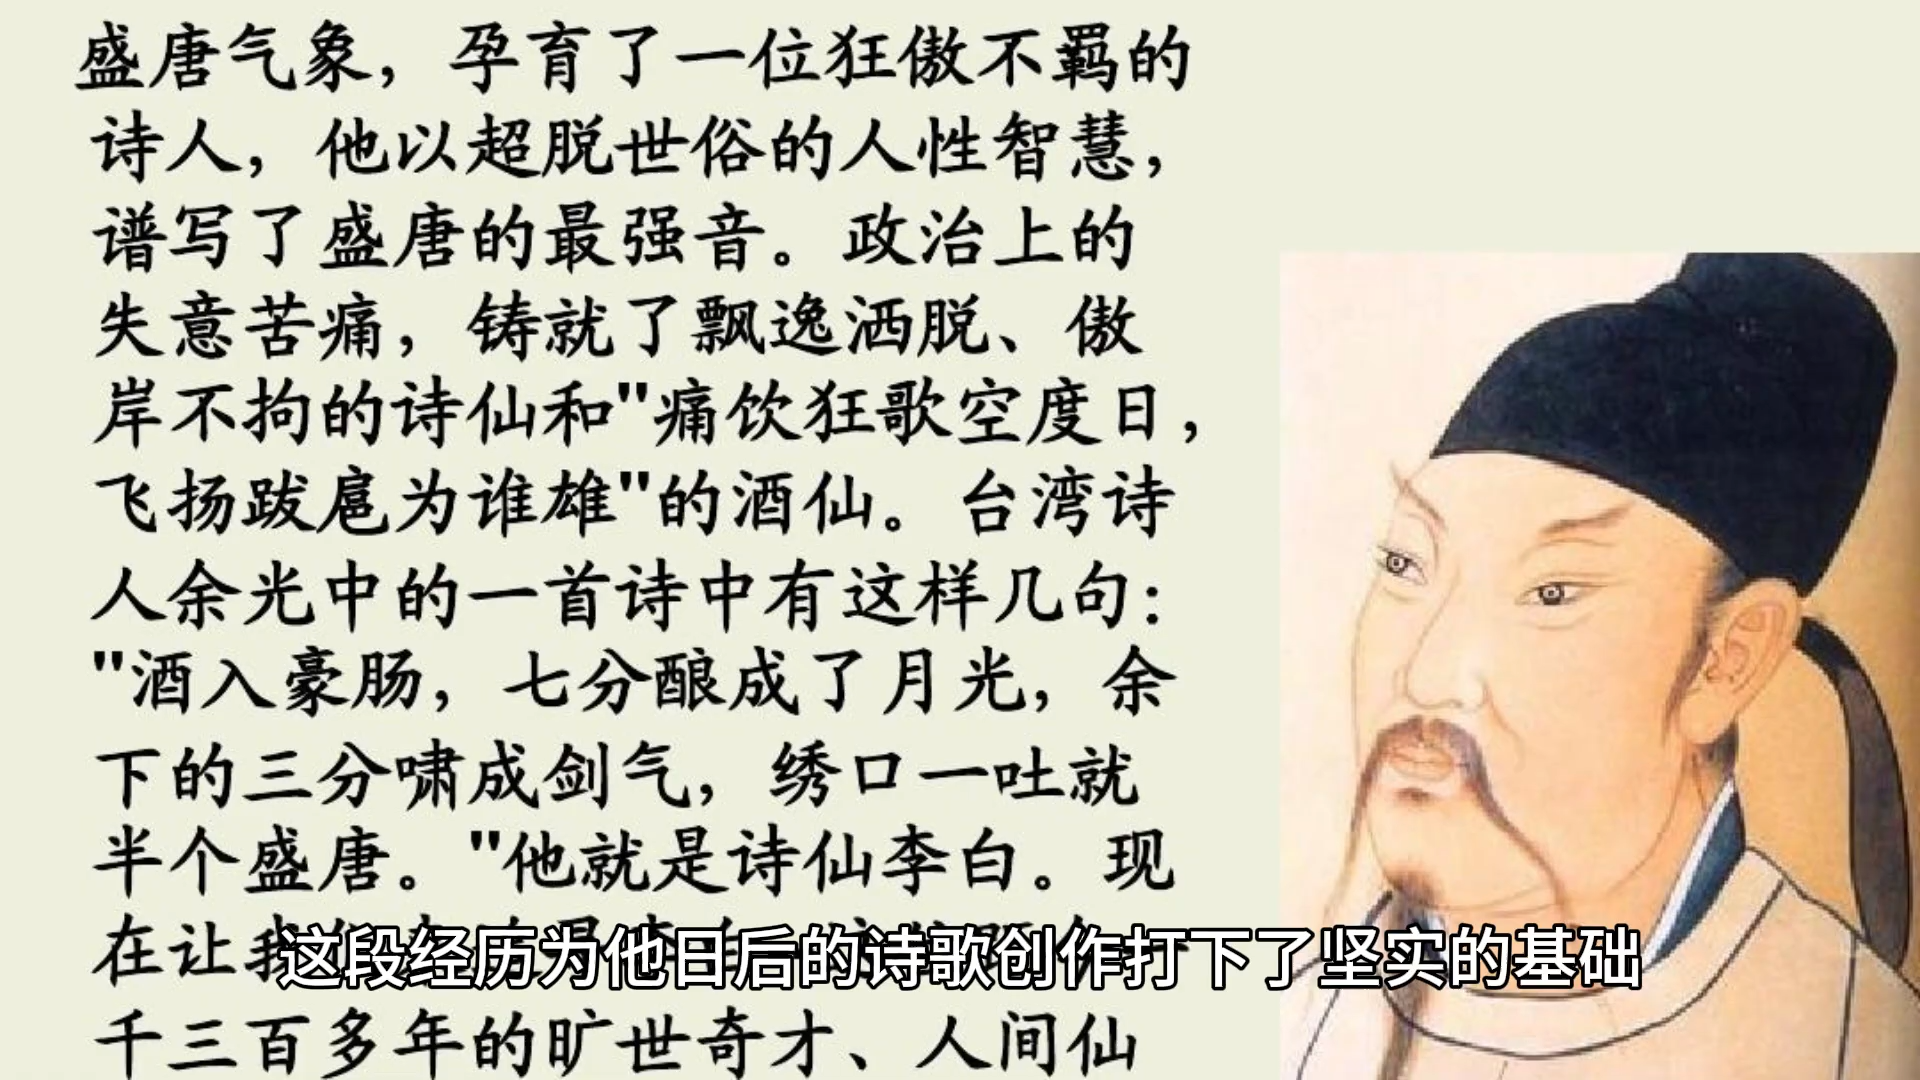 盛唐气象，孕育了一位狂傲不羁的
诗人，他以超脱世俗的人性智慧，
谱写了盛唐的最强音。政治上的
失意苦痛，铸就了飘逸洒脱、傲
岸不拘的诗仙和"痛饮狂歌空度日，
飞扬跋扈为谁雄"的酒仙。台湾诗
人余光中的一首诗中有这样几句：
"酒入豪肠，七分酿成了月光，余
下的三分啸成剑气，绣口一吐就
半个盛唐。"他就是诗仙李白。现
在让我
这段经历为他日后的诗歌创作打下了坚实的基础
千三百多年的旷世奇才、人间仙